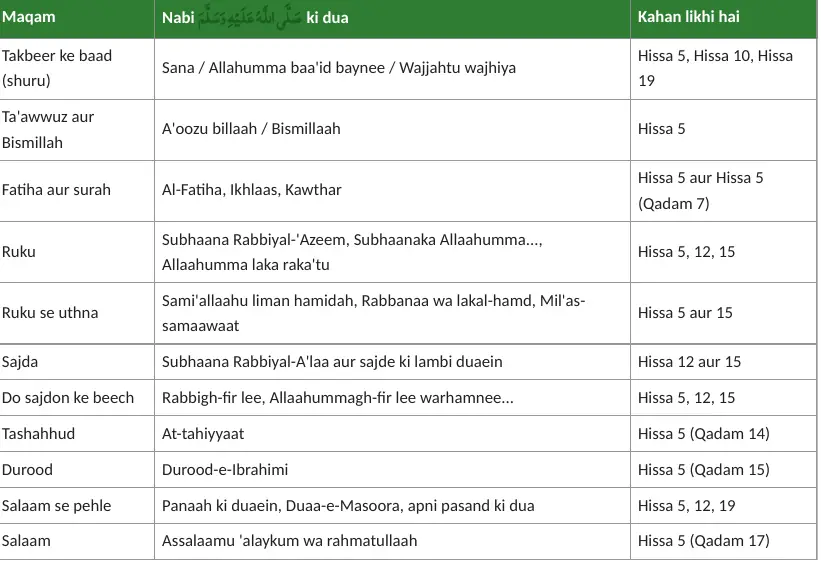 Maqam
Nabi صَلَّى اللَّهُ عَلَيْهِ وَسَلَّمَ ki dua
Kahan likhi hai
Takbeer ke baad
(shuru)
Sana / Allahumma baa'id baynee / Wajjahtu wajhiya
Hissa 5, Hissa 10, Hissa
19
Ta'awwuz aur
Bismillah
A'oozu billaah / Bismillaah
Hissa 5
Fatiha aur surah
Al-Fatiha, Ikhlaas, Kawthar
Hissa 5 aur Hissa 5
(Qadam 7)
Ruku
Subhaana Rabbiyal-'Azeem, Subhaanaka Allaahumma...,
Allaahumma laka raka'tu
Hissa 5, 12, 15
Ruku se uthna
Sami'allaahu liman hamidah, Rabbanaa wa lakal-hamd, Mil'as-
samaawaat
Hissa 5 aur 15
Sajda
Subhaana Rabbiyal-A'laa aur sajde ki lambi duaein
Hissa 12 aur 15
Do sajdon ke beech
Rabbigh-fir lee, Allaahummagh-fir lee warhamnee...
Hissa 5, 12, 15
Tashahhud
At-tahiyyaat
Hissa 5 (Qadam 14)
Durood
Durood-e-Ibrahimi
Hissa 5 (Qadam 15)
Salaam se pehle
Panaah ki duaein, Duaa-e-Masoora, apni pasand ki dua
Hissa 5, 12, 19
Salaam
Assalaamu 'alaykum wa rahmatullaah
Hissa 5 (Qadam 17)